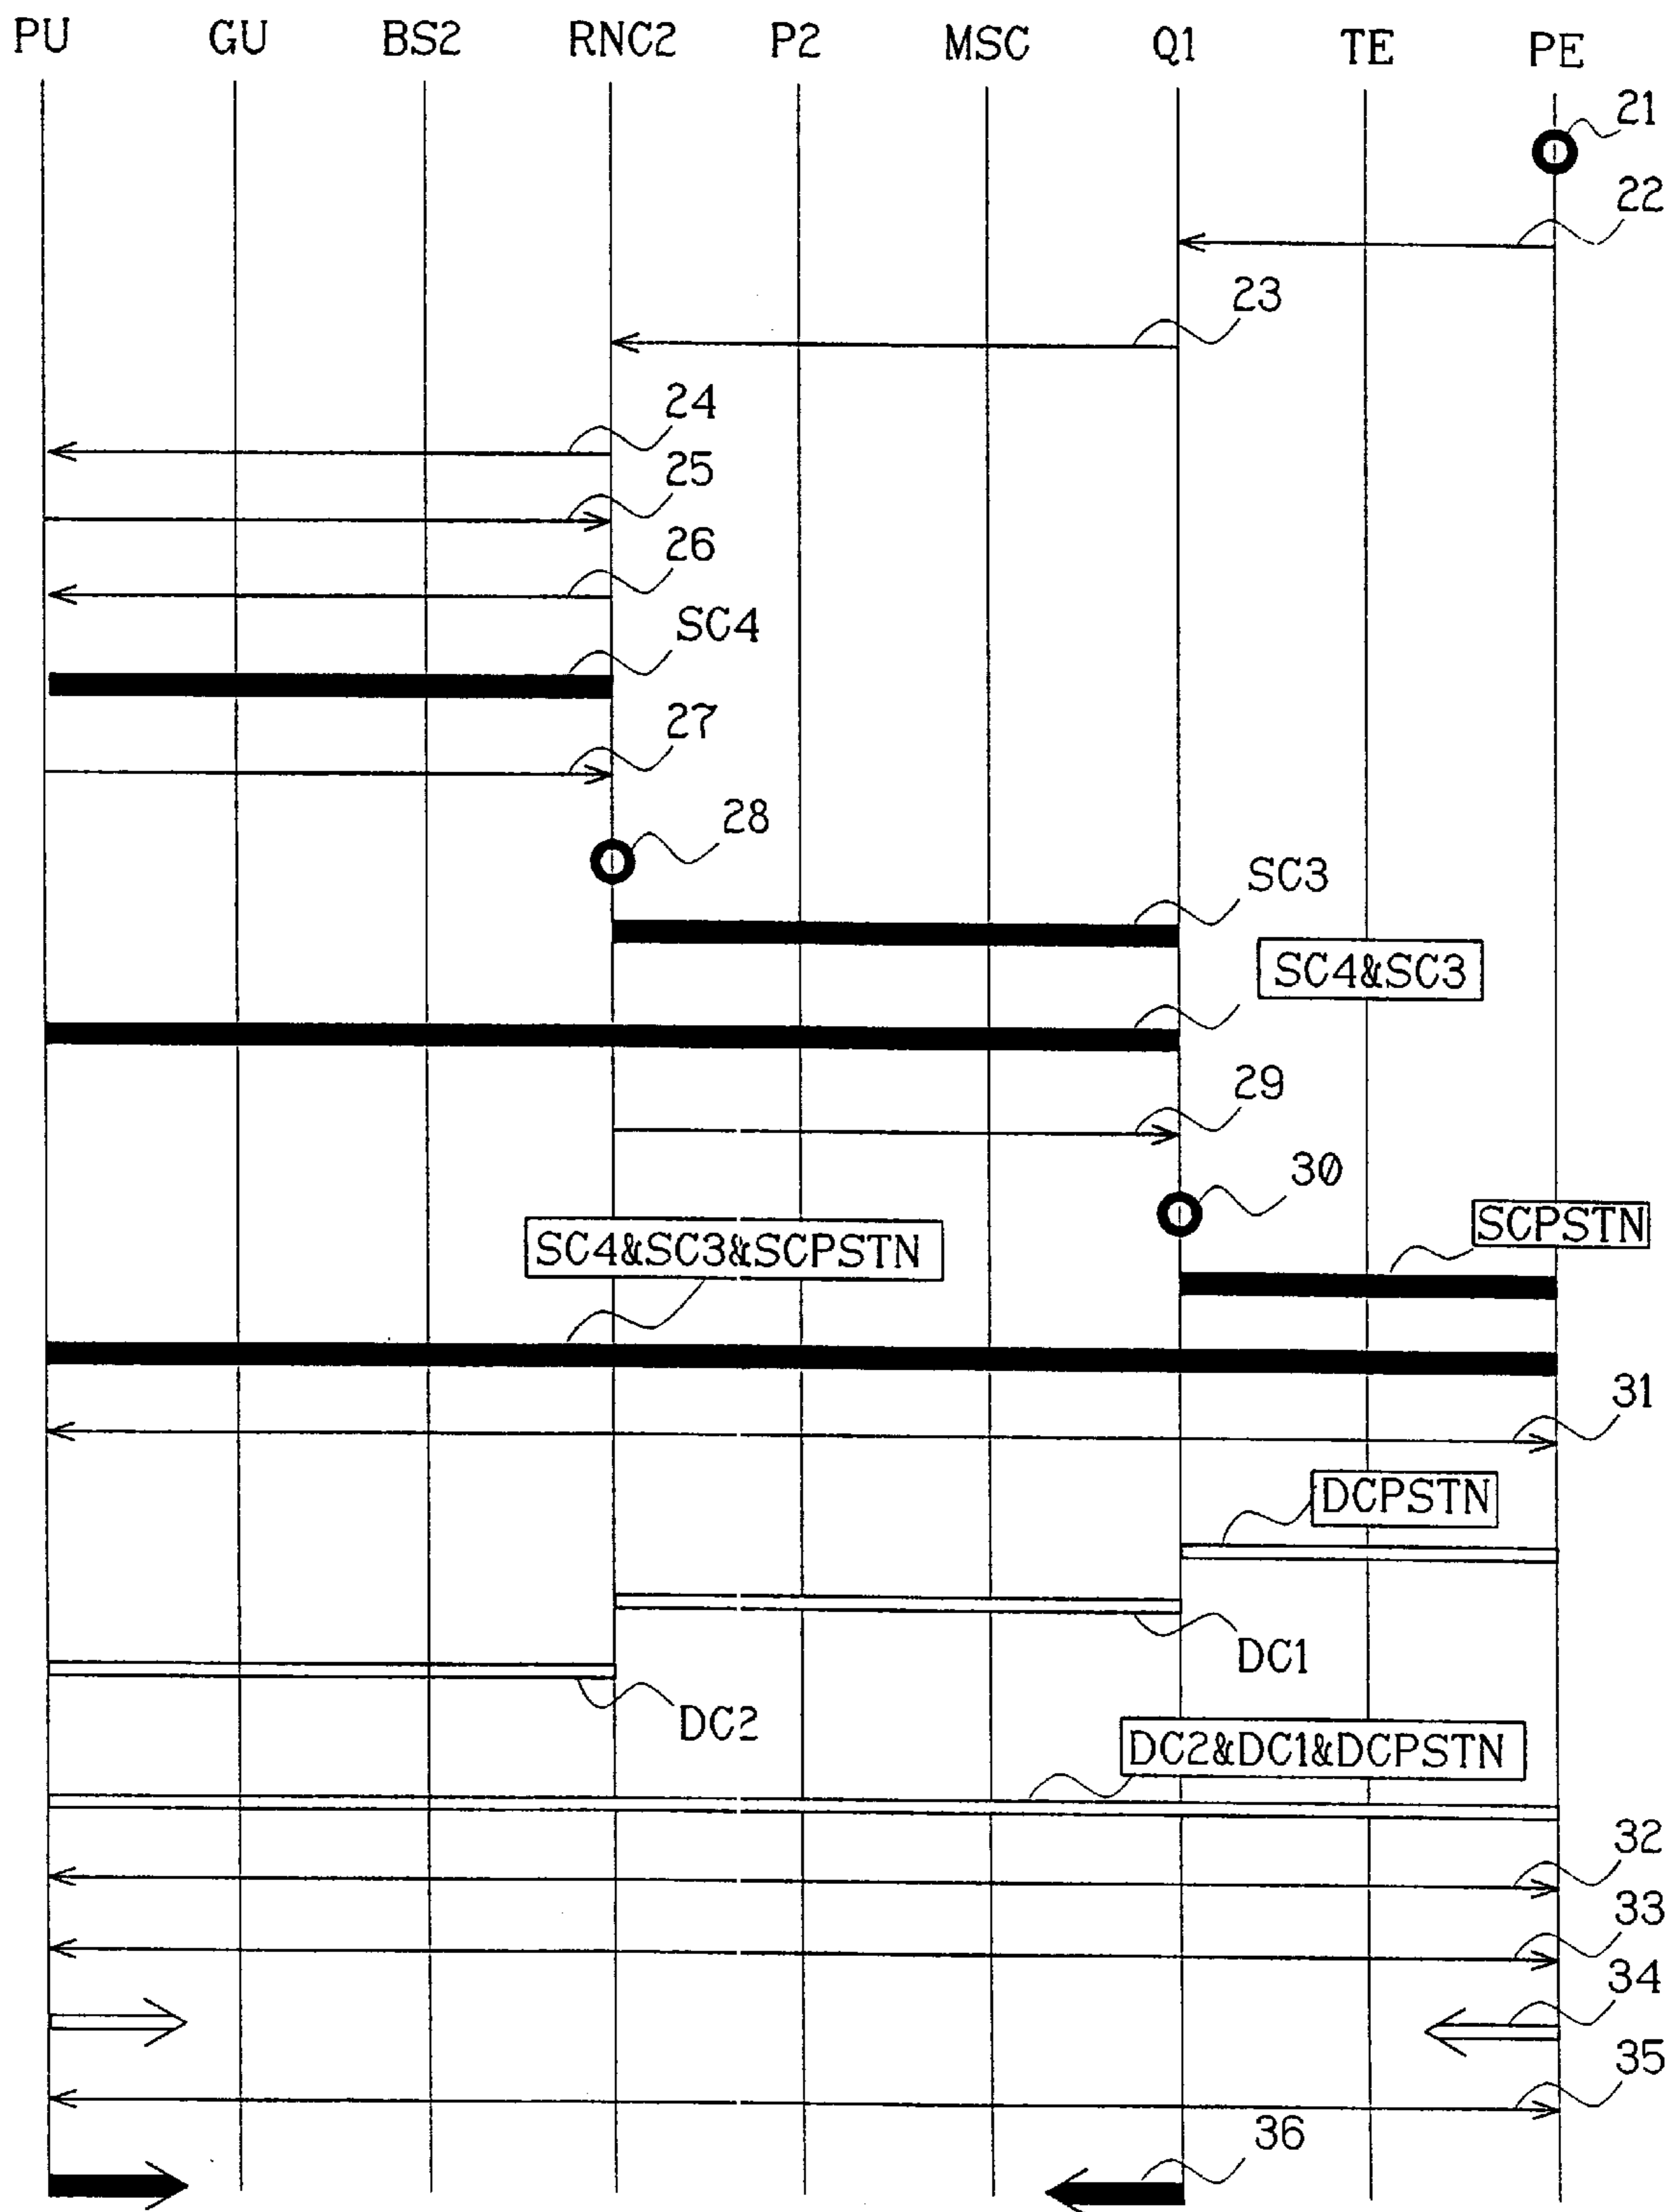 PU GU BS2 RNC2 P2 MSC Q1 TE PE
21
22
23
24
25
26
SC4
27
28
SC3
SC4&SC3
29
30
SCPSTN
SC4&SC3&SCPSTN
31
DCPSTN
DC1
DC2
DC2&DC1&DCPSTN
32
33
34
35
36